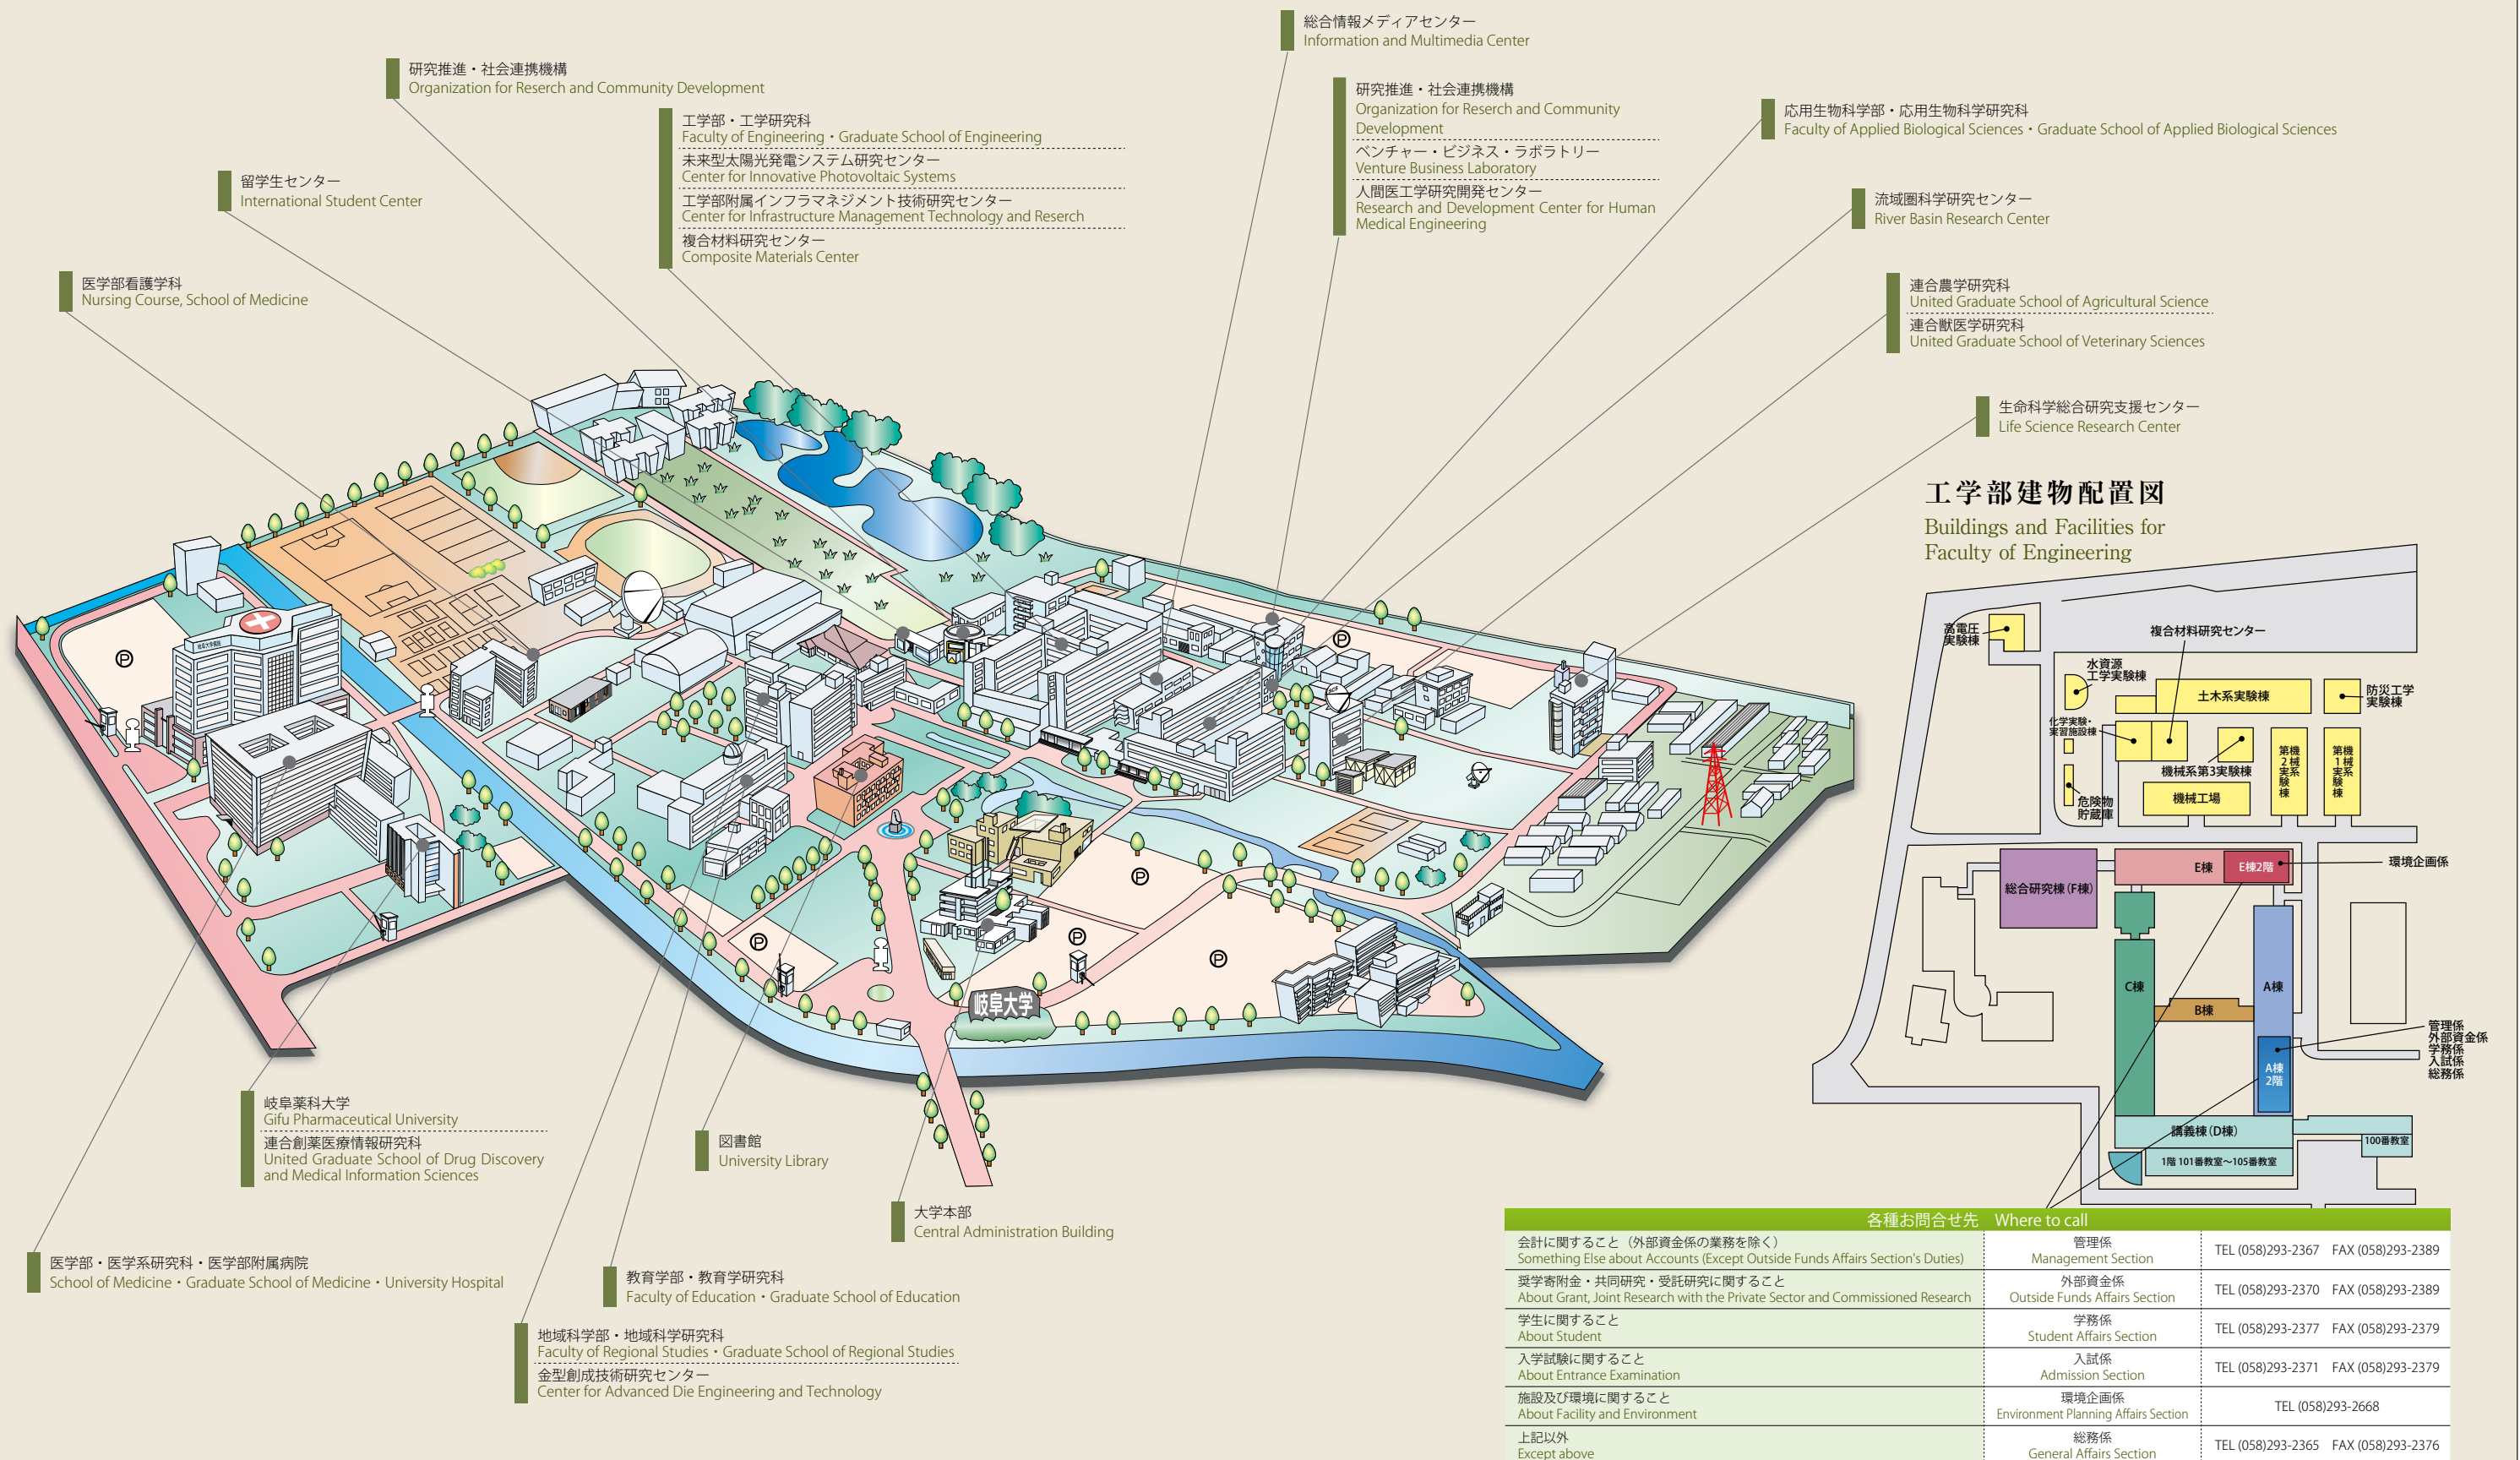 総合情報メディアセンター
Information and Multimedia Center
研究推進・社会連携機構
Organization for Reserch and Community Development
工学部・工学研究科
Faculty of Engineering・Graduate School of Engineering
未来型太陽光発電システム研究センター
Center for Innovative Photovoltaic Systems
工学部附属インフラマネジメント技術研究センター
Center for Infrastructure Management Technology and Reserch
複合材料研究センター
Composite Materials Center
研究推進・社会連携機構
Organization for Reserch and Community
Development
ベンチャー・ビジネス・ラボラトリー
Venture Business Laboratory
人間医工学研究開発センター
Research and Development Center for Human
Medical Engineering
応用生物科学部・応用生物科学研究科
Faculty of Applied Biological Sciences・Graduate School of Applied Biological Sciences
留学生センター
International Student Center
流域圏科学研究センター
River Basin Research Center
医学部看護学科
Nursing Course, School of Medicine
連合農学研究科
United Graduate School of Agricultural Science
連合獣医学研究科
United Graduate School of Veterinary Sciences
生命科学総合研究支援センター
Life Science Research Center
岐阜大学病院
P
P
P
P
P
P
岐阜大学
岐阜薬科大学
Gifu Pharmaceutical University
連合創薬医療情報研究科
United Graduate School of Drug Discovery
and Medical Information Sciences
図書館
University Library
大学本部
Central Administration Building
医学部・医学系研究科・医学部附属病院
School of Medicine・Graduate School of Medicine・University Hospital
教育学部・教育学研究科
Faculty of Education・Graduate School of Education
地域科学部・地域科学研究科
Faculty of Regional Studies・Graduate School of Regional Studies
金型創成技術研究センター
Center for Advanced Die Engineering and Technology
工学部建物配置図
Buildings and Facilities for
Faculty of Engineering
高電圧
実験棟
複合材料研究センター
水資源
工学実験棟
土木系実験棟
防災工学
実験棟
化学実験・
実習施設棟
機械系第3実験棟
機械系
第2実験棟
機械系
第1実験棟
機械工場
危険物
貯蔵庫
E棟
E棟2階
環境企画係
総合研究棟(F棟)
C棟
A棟
B棟
管理係
外部資金係
学務係
入試係
総務係
A棟
2階
講義棟(D棟)
100番教室
1階 101番教室～105番教室
各種お問合せ先 Where to call
会計に関すること（外部資金係の業務を除く） 管理係
Something Else about Accounts (Except Outside Funds Affairs Section's Duties) Management Section TEL (058)293-2367 FAX (058)293-2389
奨学寄附金・共同研究・受託研究に関すること 外部資金係
About Grant, Joint Research with the Private Sector and Commissioned Research Outside Funds Affairs Section TEL (058)293-2370 FAX (058)293-2389
学生に関すること 学務係
About Student Student Affairs Section TEL (058)293-2377 FAX (058)293-2379
入学試験に関すること 入試係
About Entrance Examination Admission Section TEL (058)293-2371 FAX (058)293-2379
施設及び環境に関すること 環境企画係
About Facility and Environment Environment Planning Affairs Section TEL (058)293-2668
上記以外 総務係
Except above General Affairs Section TEL (058)293-2365 FAX (058)293-2376